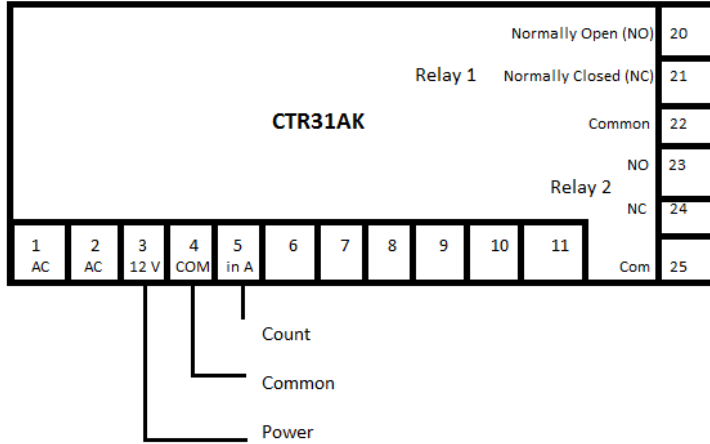 Normally Open (NO) 20
Relay 1 Normally Closed (NC) 21
CTR31AK Common 22
NO 23
Relay 2
NC 24
1 2 3 4 5 6 7 8 9 10 11
AC AC 12 V COM in A Com 25
Count
Common
Power